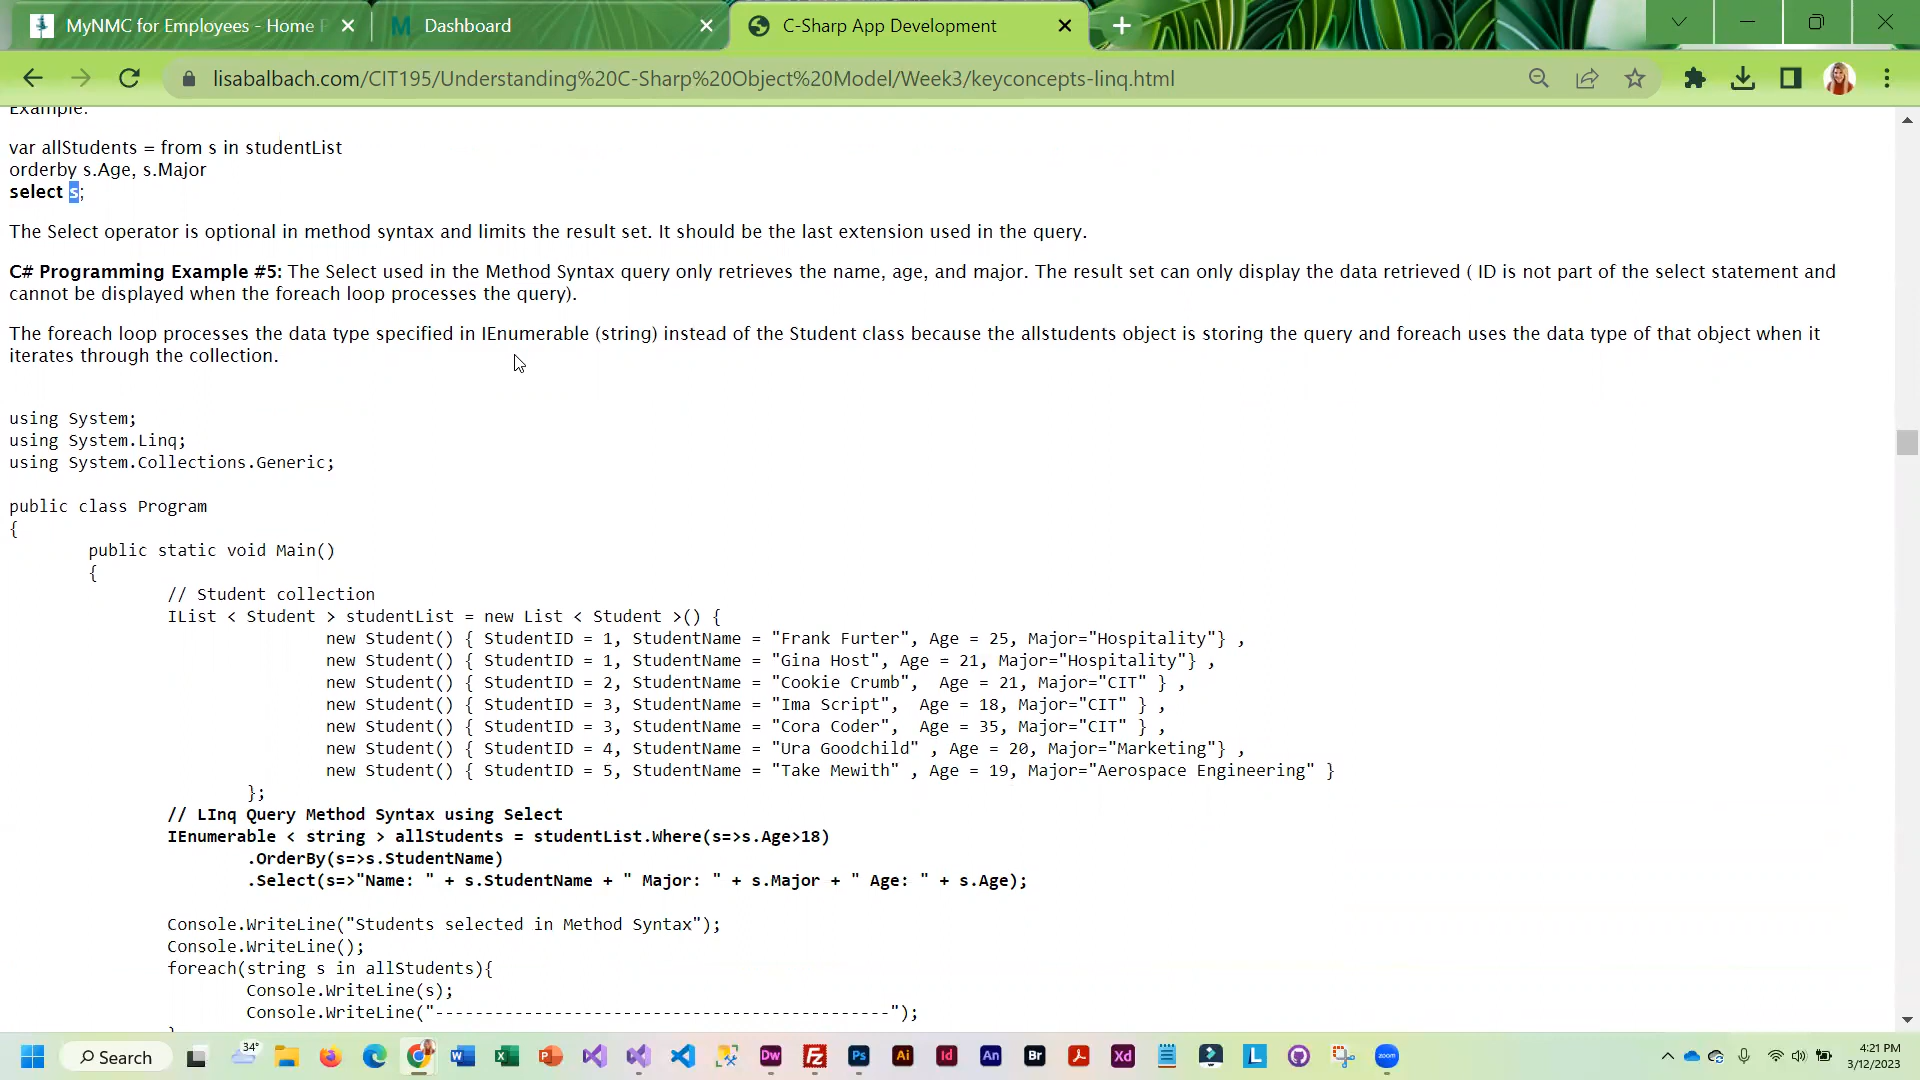 MyNMC for Employees - Home P
M Dashboard
C-Sharp App Development
lisabalbach.com/CIT195/Understanding%20C-Sharp%20Object%20Model/Week3/keyconcepts-linq.html
Example:
var allStudents = from s in studentList
orderby s.Age, s.Major
select s;
The Select operator is optional in method syntax and limits the result set. It should be the last extension used in the query.
C# Programming Example #5: The Select used in the Method Syntax query only retrieves the name, age, and major. The result set can only display the data retrieved ( ID is not part of the select statement and
cannot be displayed when the foreach loop processes the query).
The foreach loop processes the data type specified in IEnumerable (string) instead of the Student class because the allstudents object is storing the query and foreach uses the data type of that object when it
iterates through the collection.
using System;
using System.Linq;
using System.Collections.Generic;
public class Program
{
public static void Main()
{
// Student collection
IList < Student > studentList = new List < Student >() {
new Student() { StudentID = 1, StudentName = "Frank Furter", Age = 25, Major="Hospitality"} ,
new Student() { StudentID = 1, StudentName = "Gina Host", Age = 21, Major="Hospitality"} ,
new Student() { StudentID = 2, StudentName = "Cookie Crumb",  Age = 21, Major="CIT" } ,
new Student() { StudentID = 3, StudentName = "Ima Script",  Age = 18, Major="CIT" } ,
new Student() { StudentID = 3, StudentName = "Cora Coder",  Age = 35, Major="CIT" } ,
new Student() { StudentID = 4, StudentName = "Ura Goodchild" , Age = 20, Major="Marketing"} ,
new Student() { StudentID = 5, StudentName = "Take Mewith" , Age = 19, Major="Aerospace Engineering" }
};
// LInq Query Method Syntax using Select
IEnumerable < string > allStudents = studentList.Where(s=>s.Age>18)
.OrderBy(s=>s.StudentName)
.Select(s=>"Name: " + s.StudentName + " Major: " + s.Major + " Age: " + s.Age);
Console.WriteLine("Students selected in Method Syntax");
Console.WriteLine();
foreach(string s in allStudents){
Console.WriteLine(s);
Console.WriteLine("----------------------------------------------");
}
Search
34°
Dw
Fz
Ps
Ai
Id
An
Br
Xd
L
zoom
4:21 PM
3/12/2023